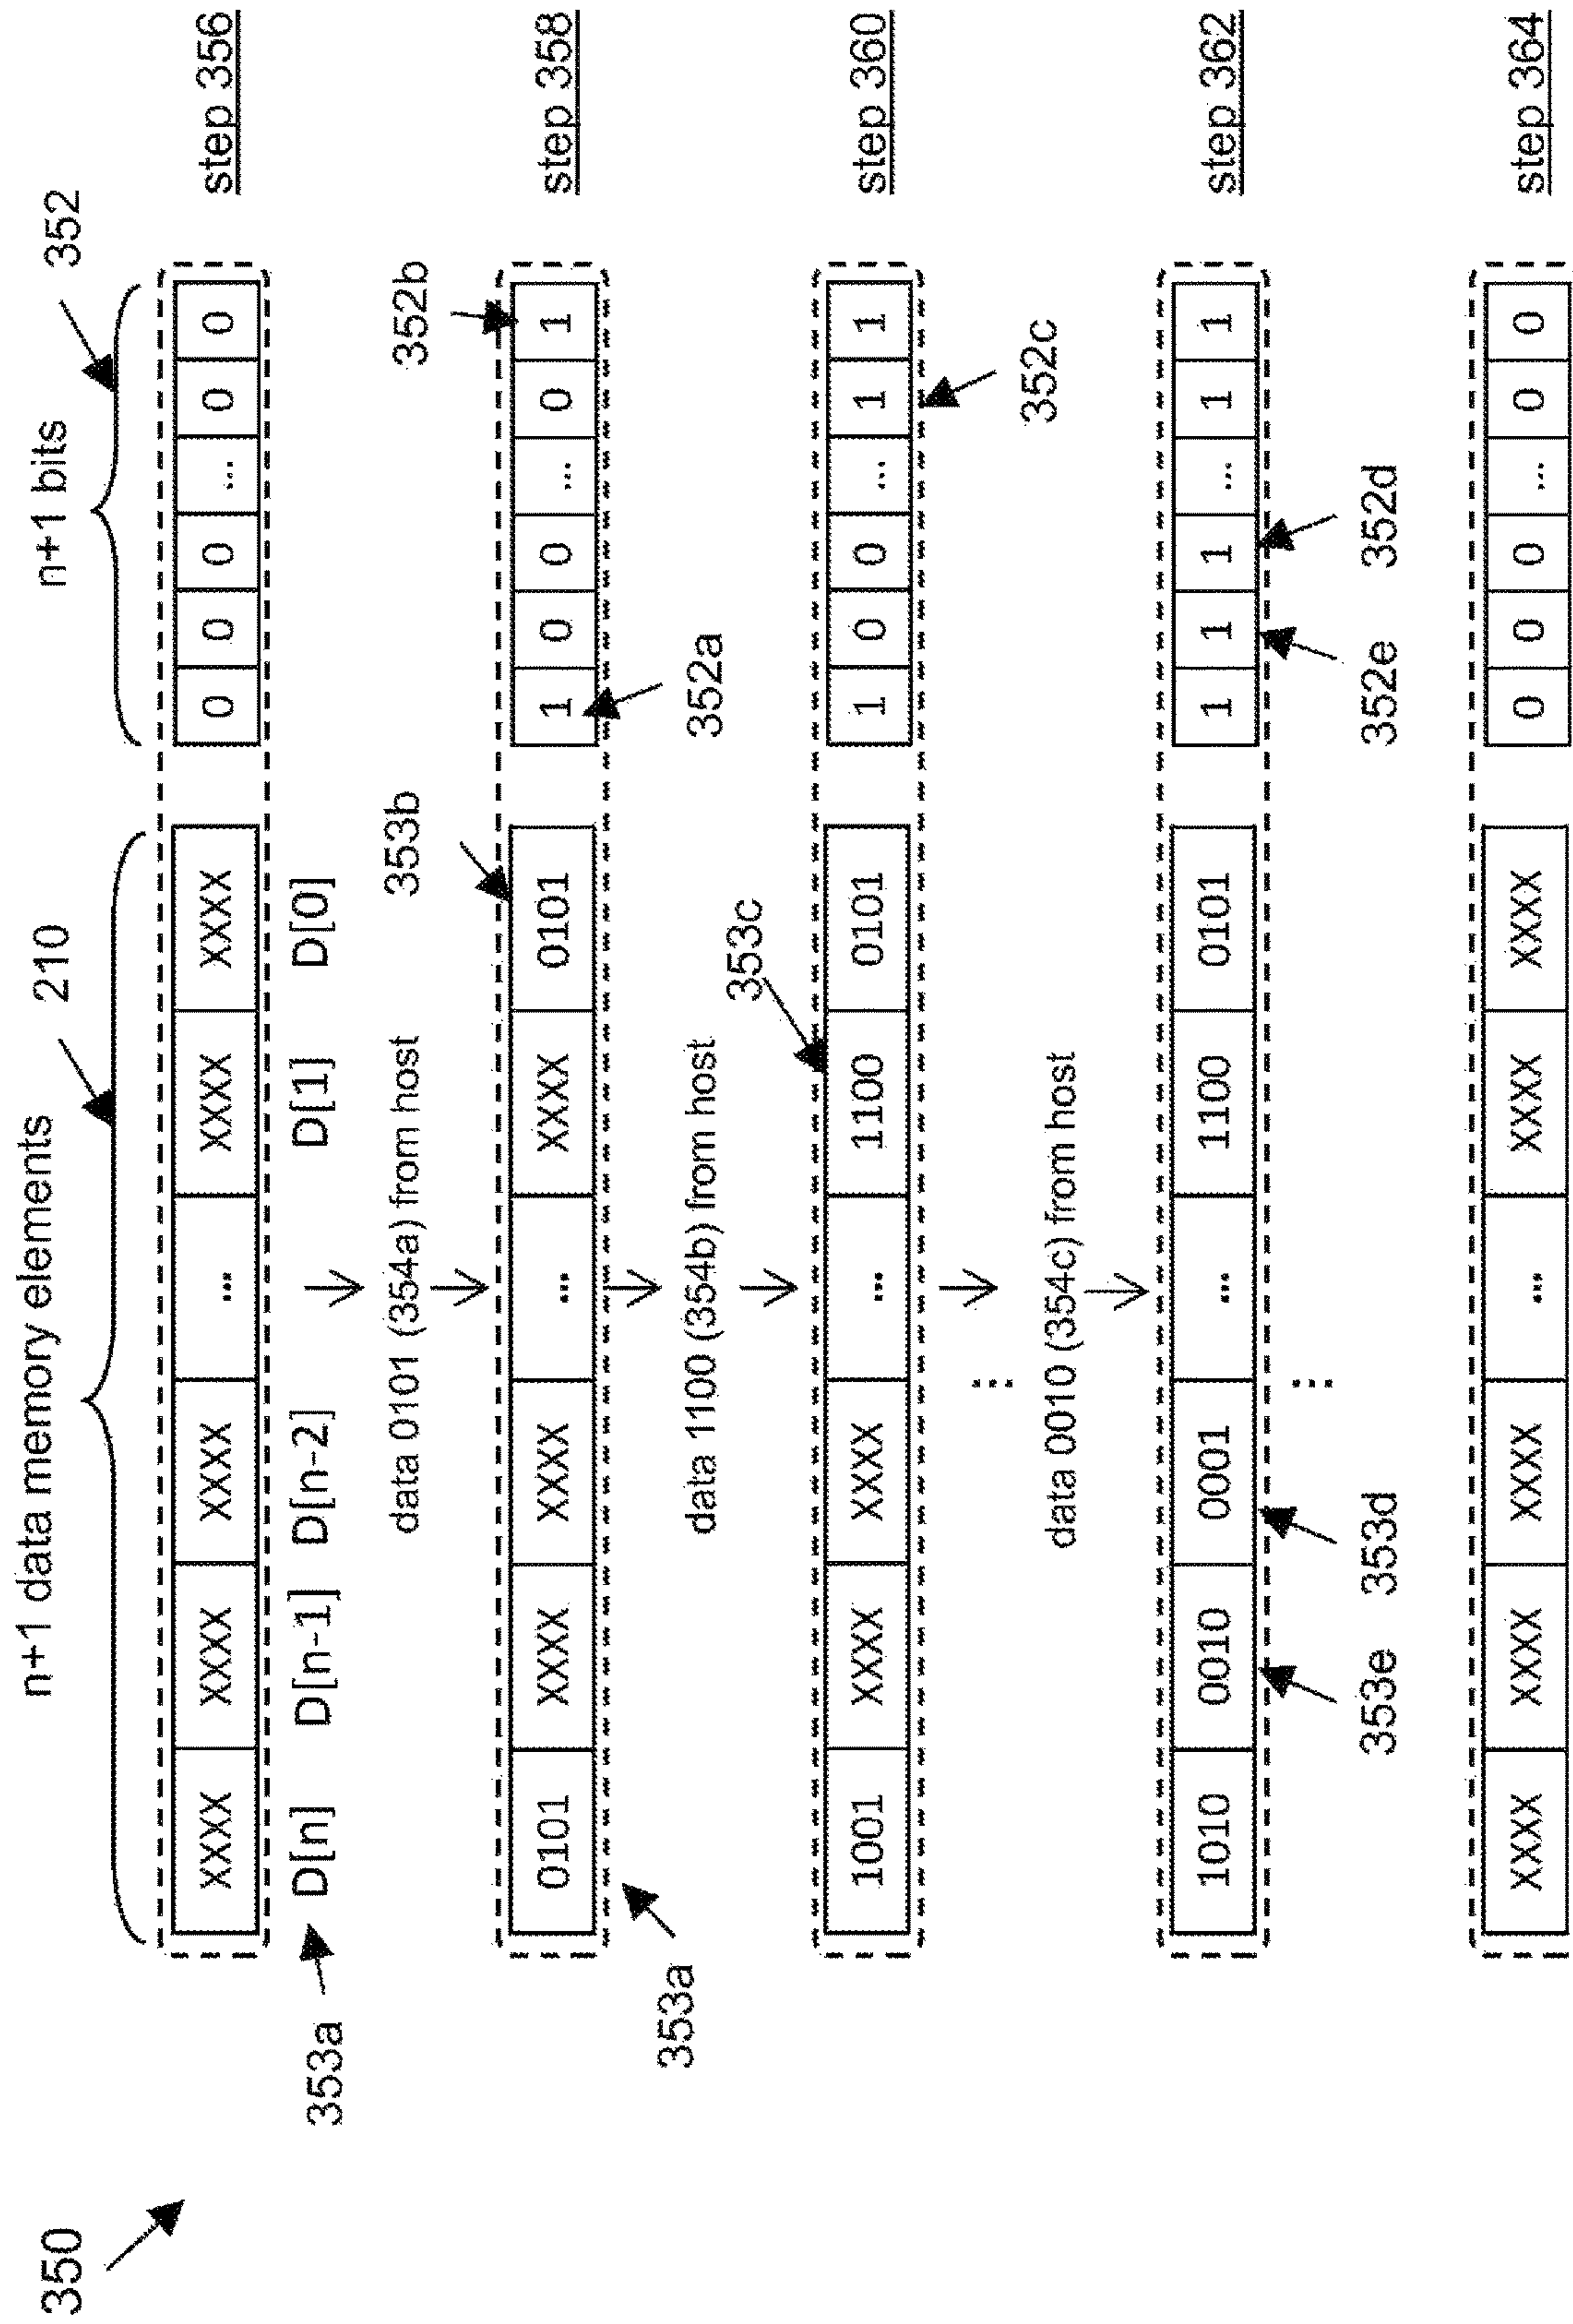 350
n+1 data memory elements
210
n+1 bits
352
XXXX XXXX XXXX ... XXXX XXXX
0 0 0 ... 0 0
step 356
353a
D[n] D[n-1] D[n-2] D[1] D[0]
data 0101 (354a) from host
353b
352b
0101 XXXX XXXX ... XXXX 0101
1 0 0 ... 0 1
step 358
353a
352a
data 1100 (354b) from host
353c
1001 XXXX XXXX ... 1100 0101
1 0 0 ... 1 1
step 360
352c
...
data 0010 (354c) from host
1010 0010 0001 ... 1100 0101
1 1 1 ... 1 1
step 362
353e 353d
352e 352d
...
XXXX XXXX XXXX ... XXXX XXXX
0 0 0 ... 0 0
step 364